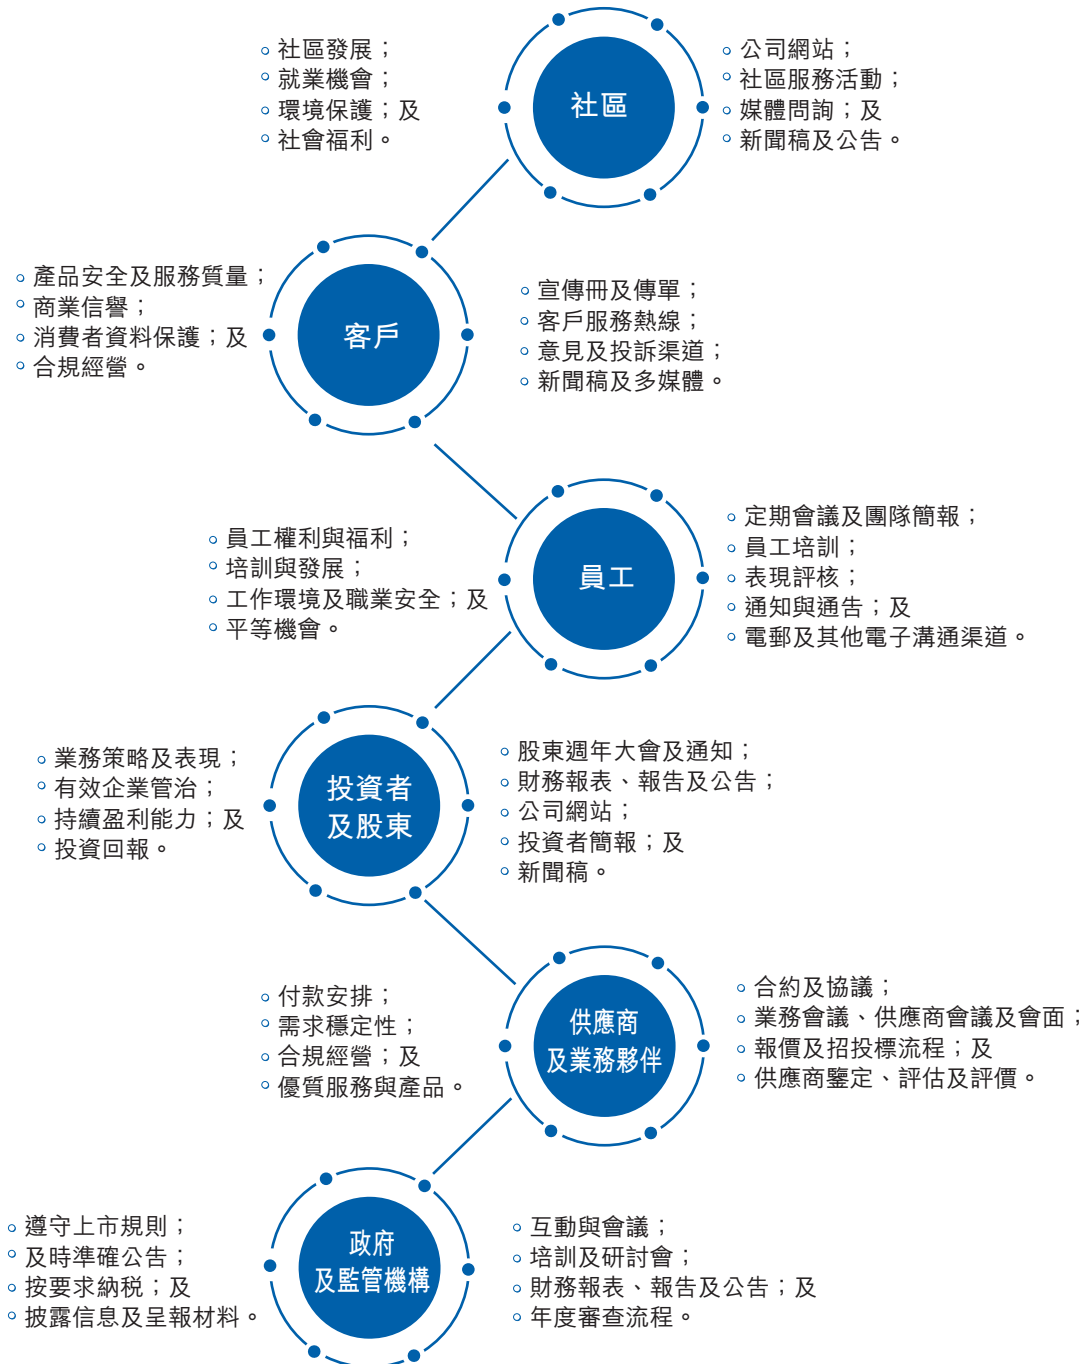 社區發展；
就業機會；
環境保護；及
社會福利。
社區
公司網站；
社區服務活動；
媒體問詢；及
新聞稿及公告。
產品安全及服務質量；
商業信譽；
消費者資料保護；及
合規經營。
客戶
宣傳冊及傳單；
客戶服務熱線；
意見及投訴渠道；
新聞稿及多媒體。
員工權利與福利；
培訓與發展；
工作環境及職業安全；及
平等機會。
員工
定期會議及團隊簡報；
員工培訓；
表現評核；
通知與通告；及
電郵及其他電子溝通渠道。
業務策略及表現；
有效企業管治；
持續盈利能力；及
投資回報。
投資者
及股東
股東週年大會及通知；
財務報表、報告及公告；
公司網站；
投資者簡報；及
新聞稿。
付款安排；
需求穩定性；
合規經營；及
優質服務與產品。
供應商
及業務夥伴
合約及協議；
業務會議、供應商會議及會面；
報價及招投標流程；及
供應商鑒定、評估及評價。
遵守上市規則；
及時準確公告；
按要求納税；及
披露信息及呈報材料。
政府
及監管機構
互動與會議；
培訓及研討會；
財務報表、報告及公告；及
年度審查流程。